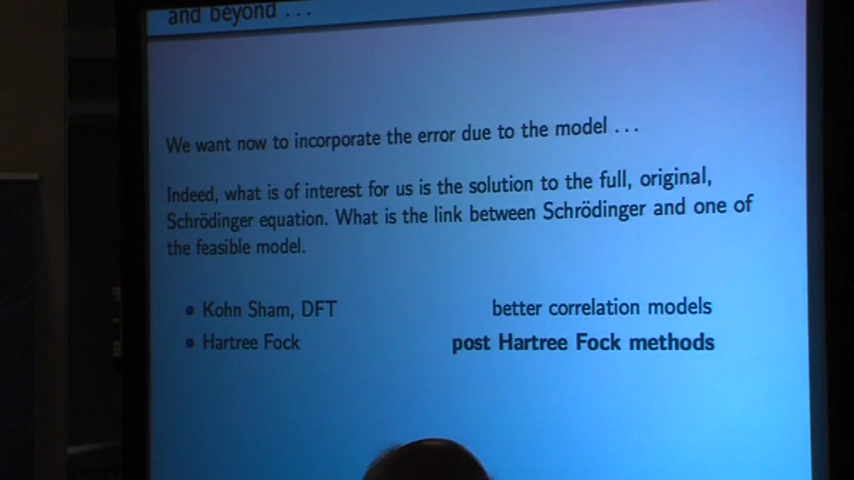 and beyond ...
We want now to incorporate the error due to the model ...
Indeed, what is of interest for us is the solution to the full, original,
Schrödinger equation. What is the link between Schrödinger and one of
the feasible model.
• Kohn Sham, DFT better correlation models
• Hartree Fock post Hartree Fock methods